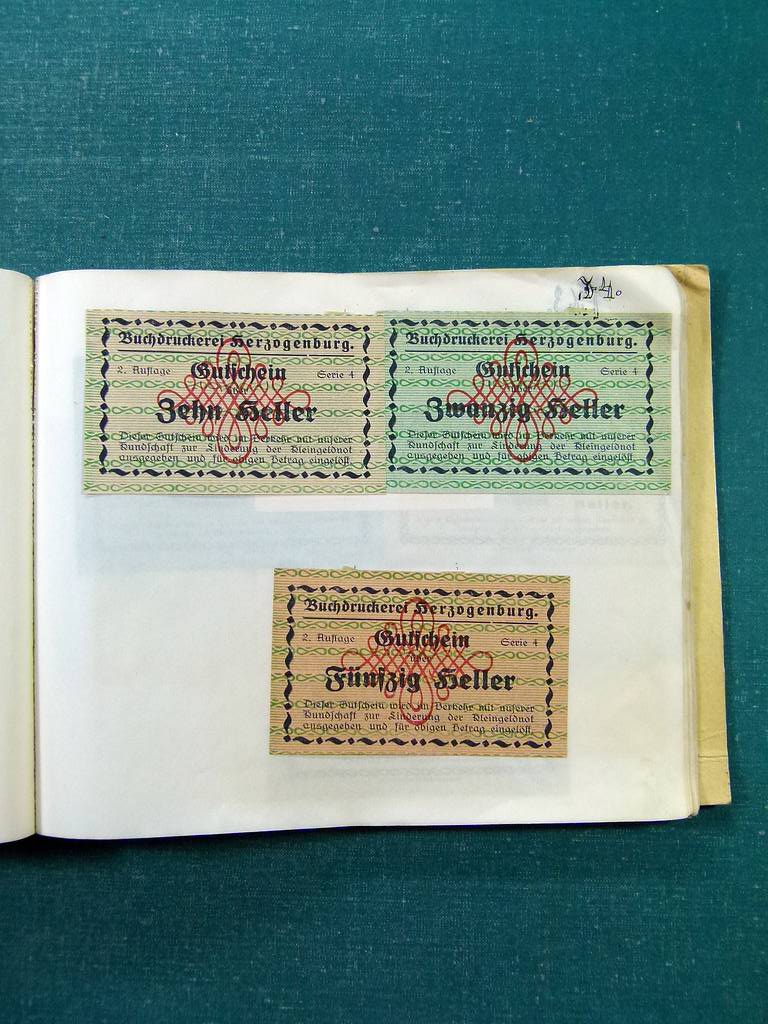 Buchdruckerei Herzogenburg.
2. Auflage Gutschein Serie 4
über
Zehn Heller
Dieser Gutschein wird im Verkehr mit unserer
Kundschaft zur Linderung der Kleingeldnot
ausgegeben und für obigen Betrag eingelöst.
Buchdruckerei Herzogenburg.
2. Auflage Gutschein Serie 4
über
Zwanzig Heller
Dieser Gutschein wird im Verkehr mit unserer
Kundschaft zur Linderung der Kleingeldnot
ausgegeben und für obigen Betrag eingelöst.
Buchdruckerei Herzogenburg.
2. Auflage Gutschein Serie 4
über
Fünfzig Heller
Dieser Gutschein wird im Verkehr mit unserer
Kundschaft zur Linderung der Kleingeldnot
ausgegeben und für obigen Betrag eingelöst.